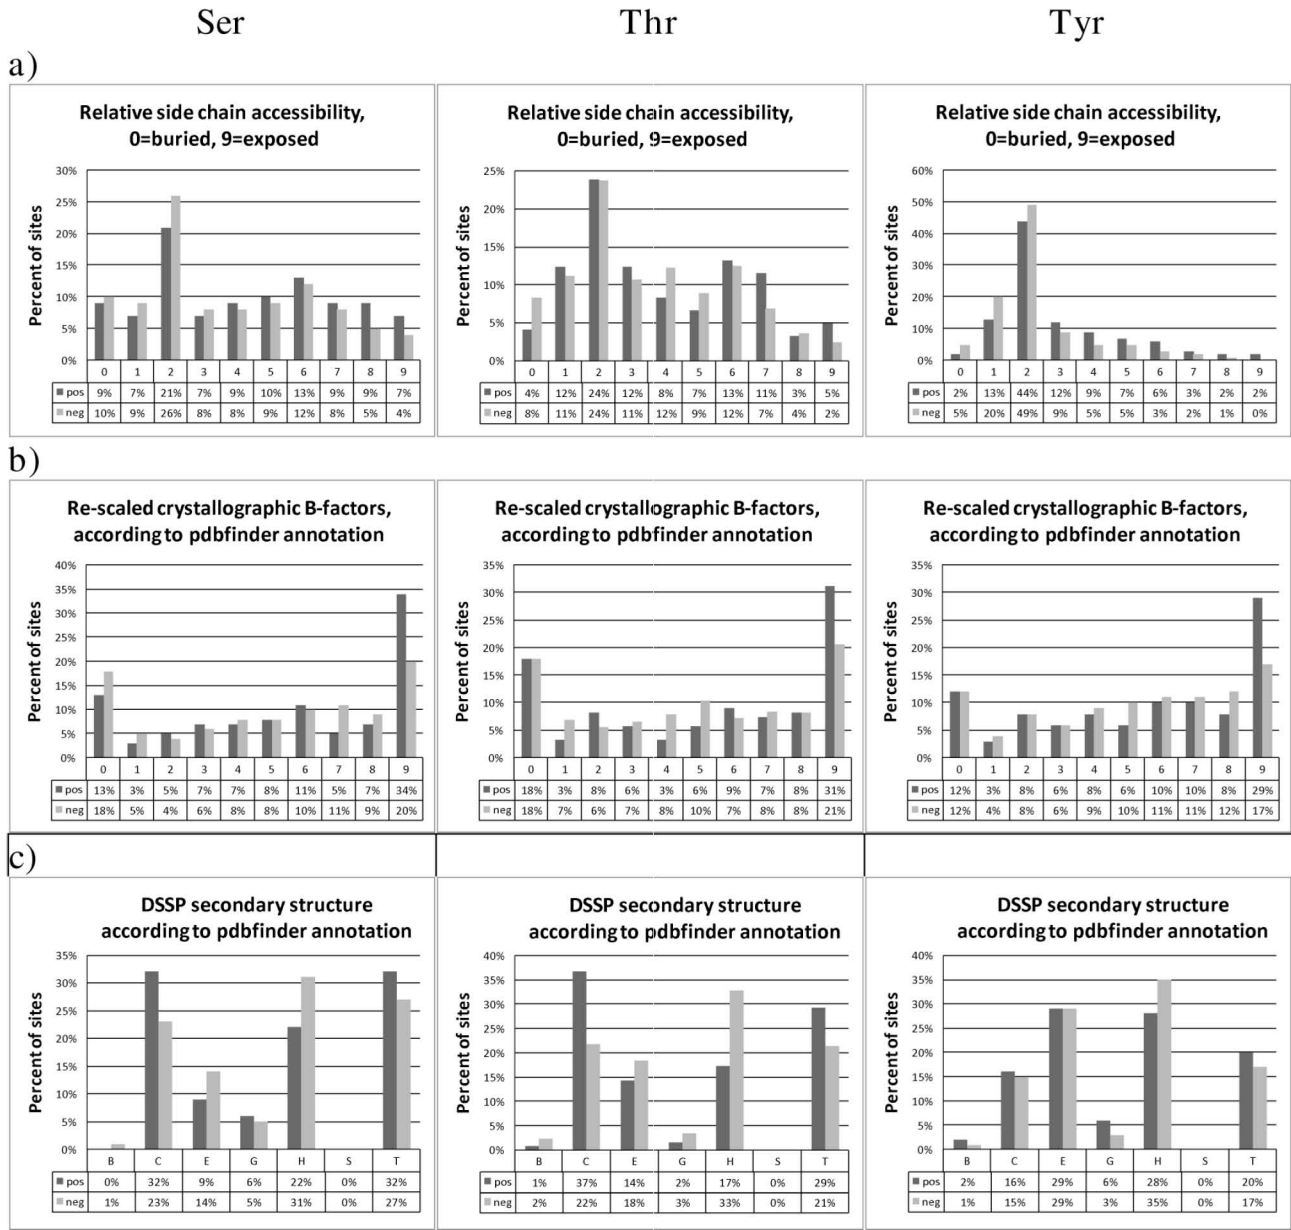 Ser Thr Tyr
a)
Relative side chain accessibility,
0=buried, 9=exposed
Percent of sites
30%
25%
20%
15%
10%
5%
0%
0 1 2 3 4 5 6 7 8 9
pos 9% 7% 21% 7% 9% 10% 13% 9% 9% 7%
neg 10% 9% 26% 8% 8% 9% 12% 8% 5% 4%
Relative side chain accessibility,
0=buried, 9=exposed
Percent of sites
25%
20%
15%
10%
5%
0%
0 1 2 3 4 5 6 7 8 9
pos 4% 12% 24% 12% 8% 7% 13% 11% 3% 5%
neg 8% 11% 24% 11% 12% 9% 12% 7% 4% 2%
Relative side chain accessibility,
0=buried, 9=exposed
Percent of sites
60%
50%
40%
30%
20%
10%
0%
0 1 2 3 4 5 6 7 8 9
pos 2% 13% 44% 12% 9% 7% 6% 3% 2% 2%
neg 5% 20% 49% 9% 5% 5% 3% 2% 1% 0%
b)
Re-scaled crystallographic B-factors,
according to pdbfinder annotation
Percent of sites
40%
35%
30%
25%
20%
15%
10%
5%
0%
0 1 2 3 4 5 6 7 8 9
pos 13% 3% 5% 7% 7% 8% 11% 5% 7% 34%
neg 18% 5% 4% 6% 8% 8% 10% 11% 9% 20%
Re-scaled crystallographic B-factors,
according to pdbfinder annotation
Percent of sites
35%
30%
25%
20%
15%
10%
5%
0%
0 1 2 3 4 5 6 7 8 9
pos 18% 3% 8% 6% 3% 6% 9% 7% 8% 31%
neg 18% 7% 6% 7% 8% 10% 7% 8% 8% 21%
Re-scaled crystallographic B-factors,
according to pdbfinder annotation
Percent of sites
35%
30%
25%
20%
15%
10%
5%
0%
0 1 2 3 4 5 6 7 8 9
pos 12% 3% 8% 6% 8% 6% 10% 10% 8% 29%
neg 12% 4% 8% 6% 9% 10% 11% 11% 12% 17%
c)
DSSP secondary structure
according to pdbfinder annotation
Percent of sites
35%
30%
25%
20%
15%
10%
5%
0%
B C E G H S T
pos 0% 32% 9% 6% 22% 0% 32%
neg 1% 23% 14% 5% 31% 0% 27%
DSSP secondary structure
according to pdbfinder annotation
Percent of sites
40%
35%
30%
25%
20%
15%
10%
5%
0%
B C E G H S T
pos 1% 37% 14% 2% 17% 0% 29%
neg 2% 22% 18% 3% 33% 0% 21%
DSSP secondary structure
according to pdbfinder annotation
Percent of sites
40%
35%
30%
25%
20%
15%
10%
5%
0%
B C E G H S T
pos 2% 16% 29% 6% 28% 0% 20%
neg 1% 15% 29% 3% 35% 0% 17%